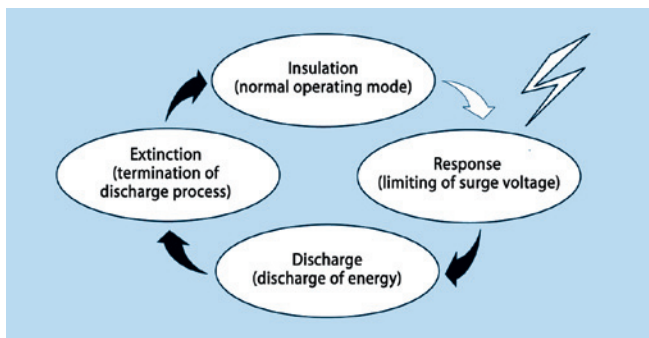 Insulation
(normal operating mode)
Response
(limiting of surge voltage)
Discharge
(discharge of energy)
Extinction
(termination of
discharge process)